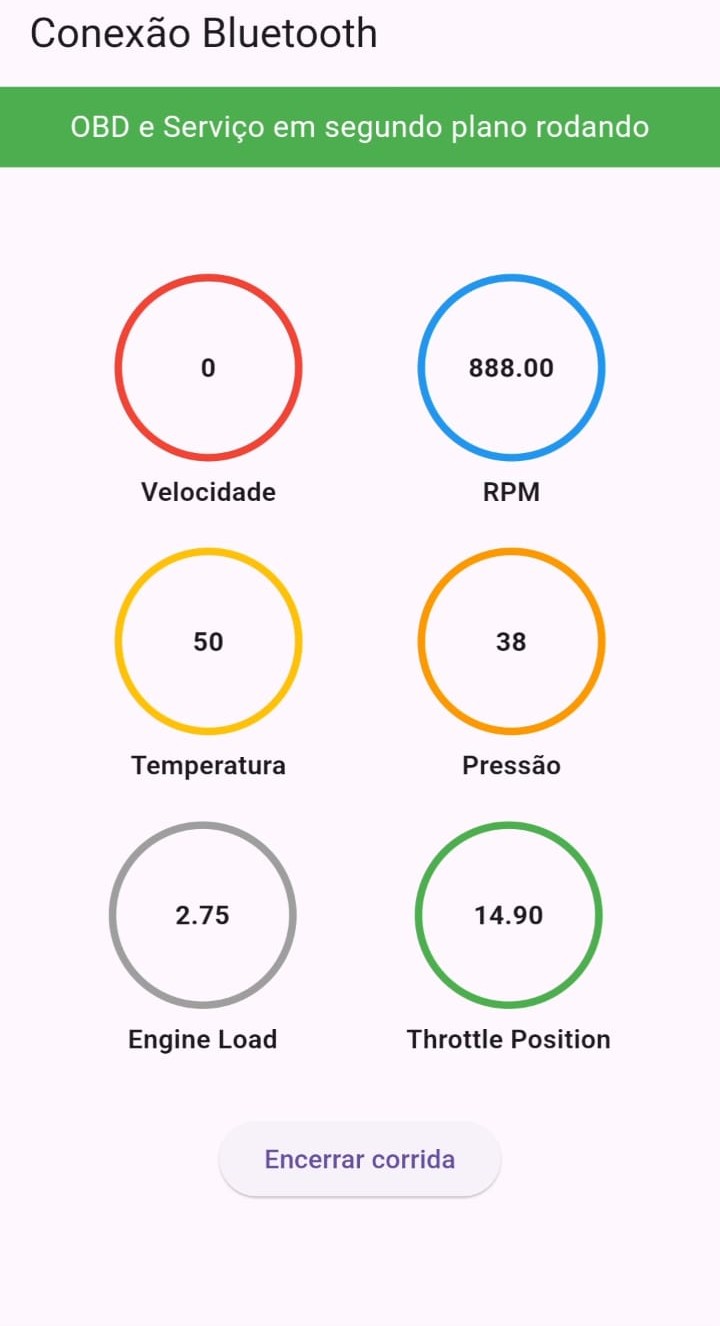 Conexão Bluetooth
OBD e Serviço em segundo plano rodando
0
888.00
Velocidade
RPM
50
38
Temperatura
Pressão
2.75
14.90
Engine Load
Throttle Position
Encerrar corrida